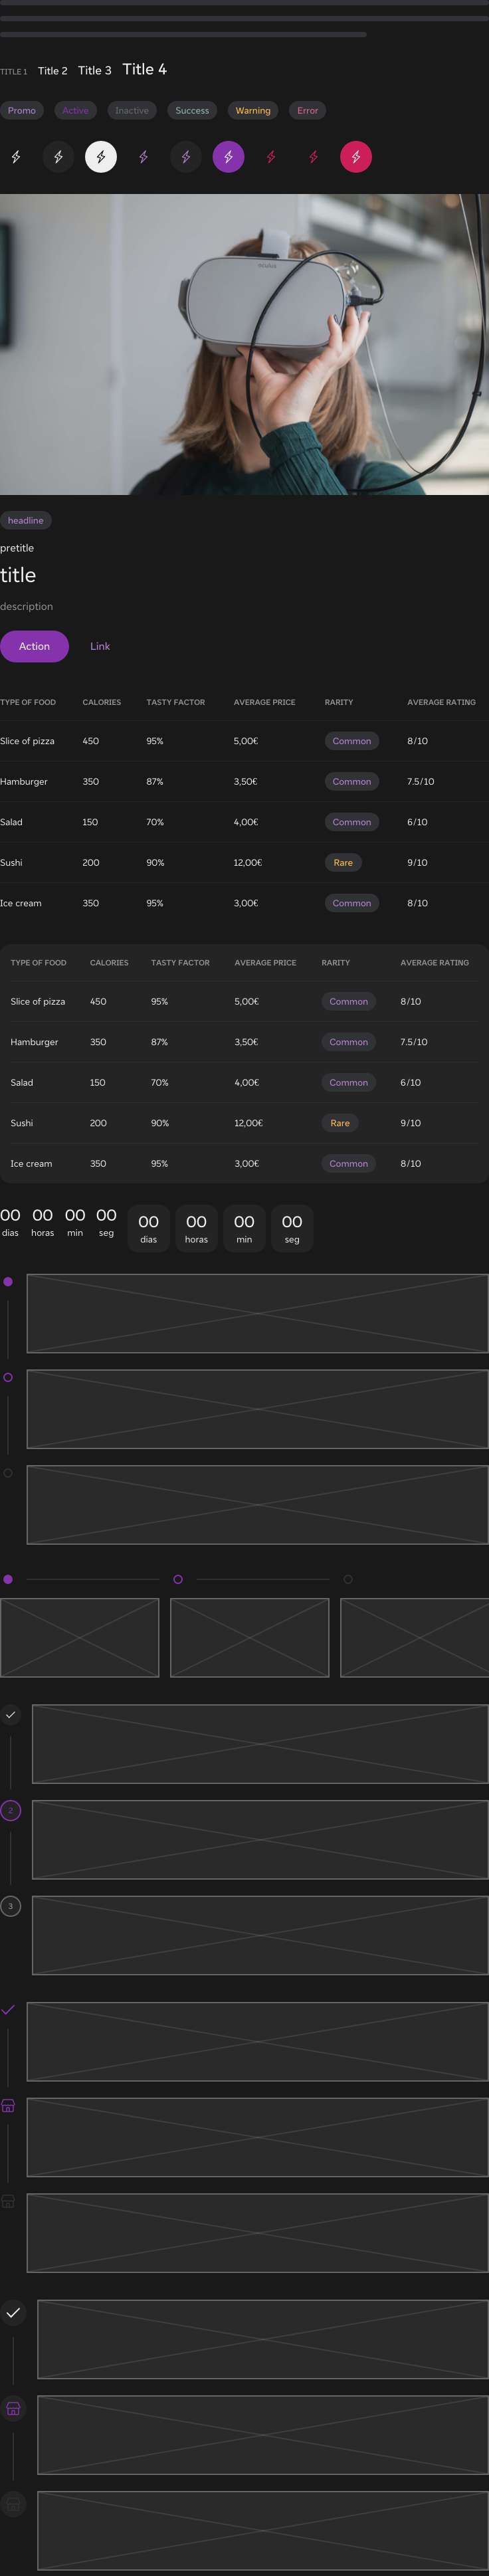 TITLE 1 Title 2 Title 3 Title 4
Promo Active Inactive Success Warning Error
oculus
headline
pretitle
title
description
Action Link
TYPE OF FOOD CALORIES TASTY FACTOR AVERAGE PRICE RARITY AVERAGE RATING
Slice of pizza 450 95% 5,00€ Common 8/10
Hamburger 350 87% 3,50€ Common 7.5/10
Salad 150 70% 4,00€ Common 6/10
Sushi 200 90% 12,00€ Rare 9/10
Ice cream 350 95% 3,00€ Common 8/10
TYPE OF FOOD CALORIES TASTY FACTOR AVERAGE PRICE RARITY AVERAGE RATING
Slice of pizza 450 95% 5,00€ Common 8/10
Hamburger 350 87% 3,50€ Common 7.5/10
Salad 150 70% 4,00€ Common 6/10
Sushi 200 90% 12,00€ Rare 9/10
Ice cream 350 95% 3,00€ Common 8/10
00 00 00 00 00 00 00 00
dias horas min seg dias horas min seg
2
3